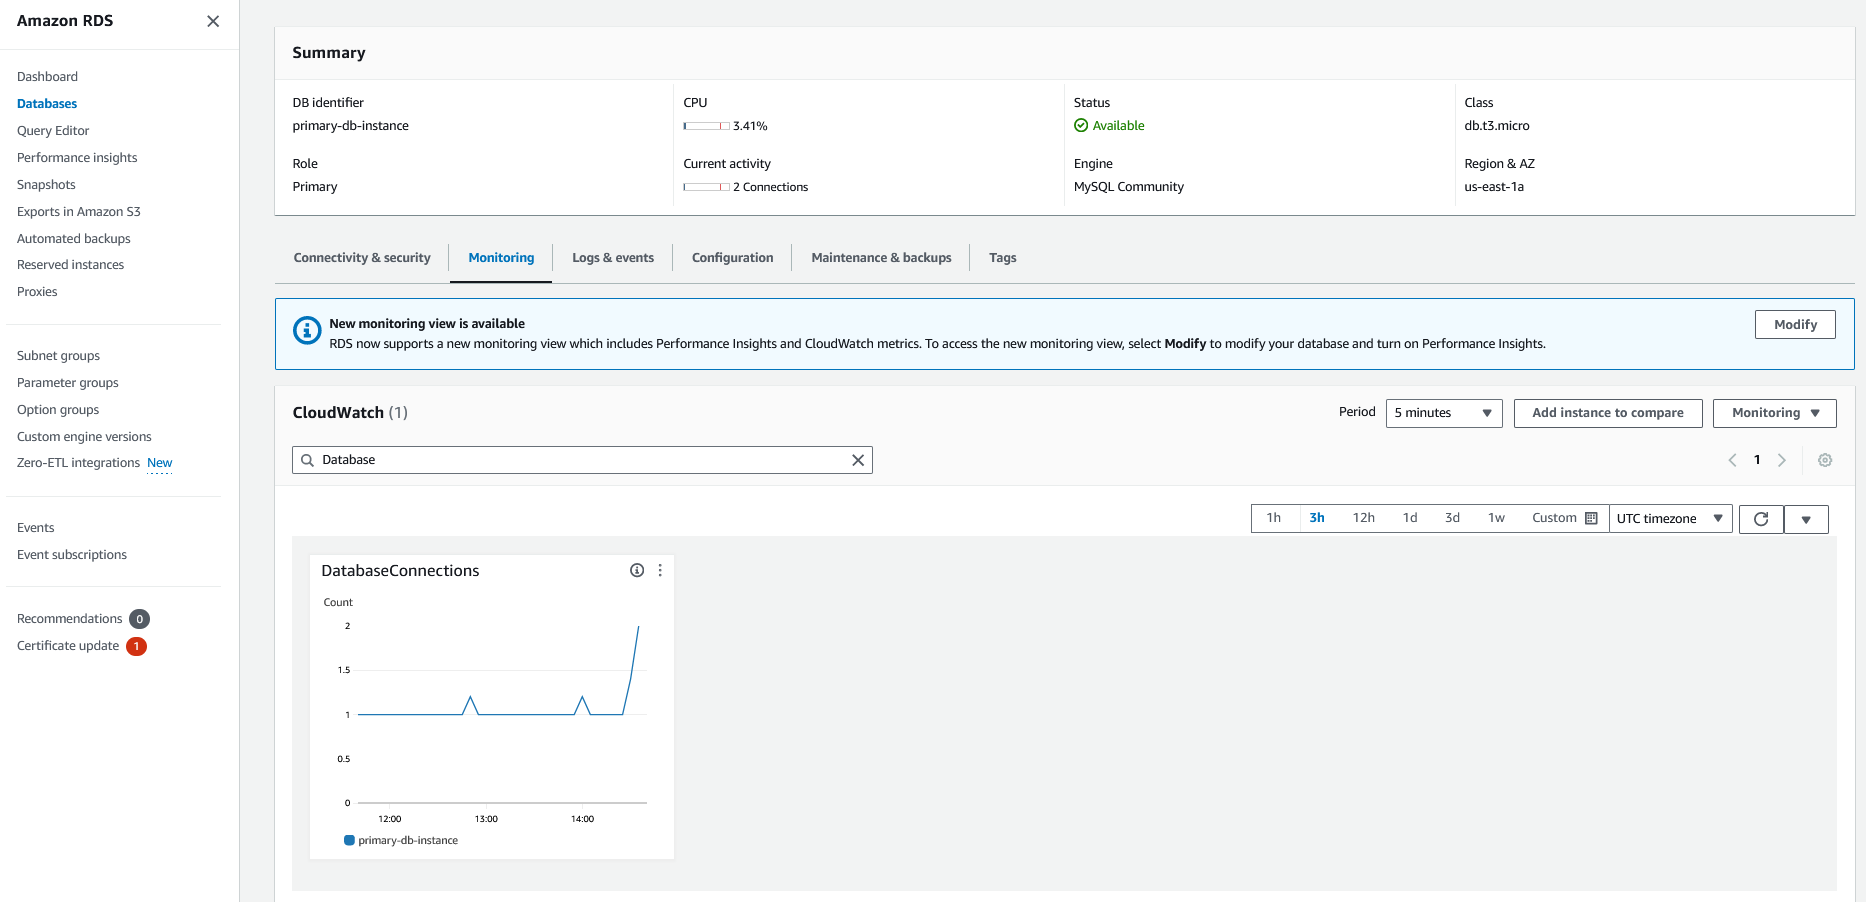 Amazon RDS
Dashboard
Databases
Query Editor
Performance insights
Snapshots
Exports in Amazon S3
Automated backups
Reserved instances
Proxies
Subnet groups
Parameter groups
Option groups
Custom engine versions
Zero-ETL integrations New
Events
Event subscriptions
Recommendations 0
Certificate update 1
Summary
DB identifier
primary-db-instance
CPU
3.41%
Status
Available
Class
db.t3.micro
Role
Primary
Current activity
2 Connections
Engine
MySQL Community
Region & AZ
us-east-1a
Connectivity & security
Monitoring
Logs & events
Configuration
Maintenance & backups
Tags
New monitoring view is available
RDS now supports a new monitoring view which includes Performance Insights and CloudWatch metrics. To access the new monitoring view, select Modify to modify your database and turn on Performance Insights.
Modify
CloudWatch (1)
Period
5 minutes
Add instance to compare
Monitoring
Database
1
1h
3h
12h
1d
3d
1w
Custom
UTC timezone
DatabaseConnections
Count
2
1.5
1
0.5
0
12:00
13:00
14:00
primary-db-instance